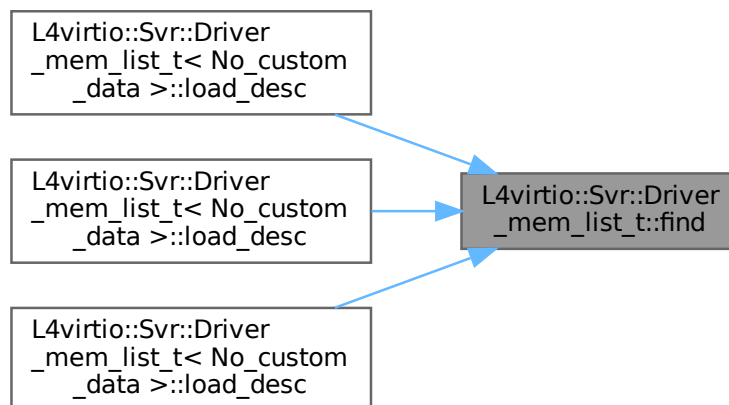 L4virtio::Svr::Driver
_mem_list_t< No_custom
_data >::load_desc
L4virtio::Svr::Driver
_mem_list_t::find
L4virtio::Svr::Driver
_mem_list_t< No_custom
_data >::load_desc
L4virtio::Svr::Driver
_mem_list_t< No_custom
_data >::load_desc